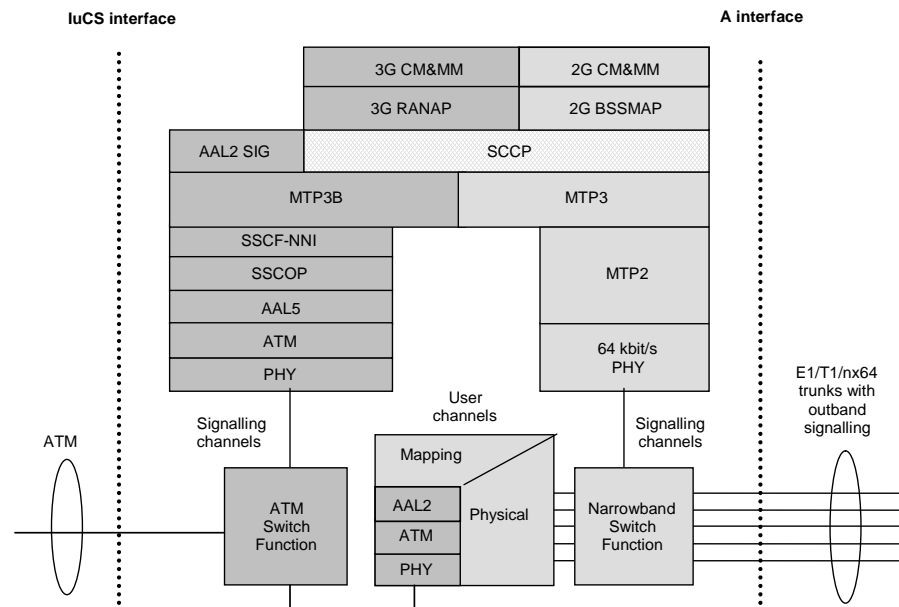 IuCS interface
A interface
3G CM&MM
2G CM&MM
3G RANAP
2G BSSMAP
AAL2 SIG
SCCP
MTP3B
MTP3
SSCF-NNI
SSCOP
MTP2
AAL5
ATM
64 kbit/s
PHY
PHY
E1/T1/nx64
trunks with
outband
signalling
User
channels
Signalling
channels
Signalling
channels
ATM
Mapping
AAL2
ATM
PHY
Physical
ATM
Switch
Function
Narrowband
Switch
Function